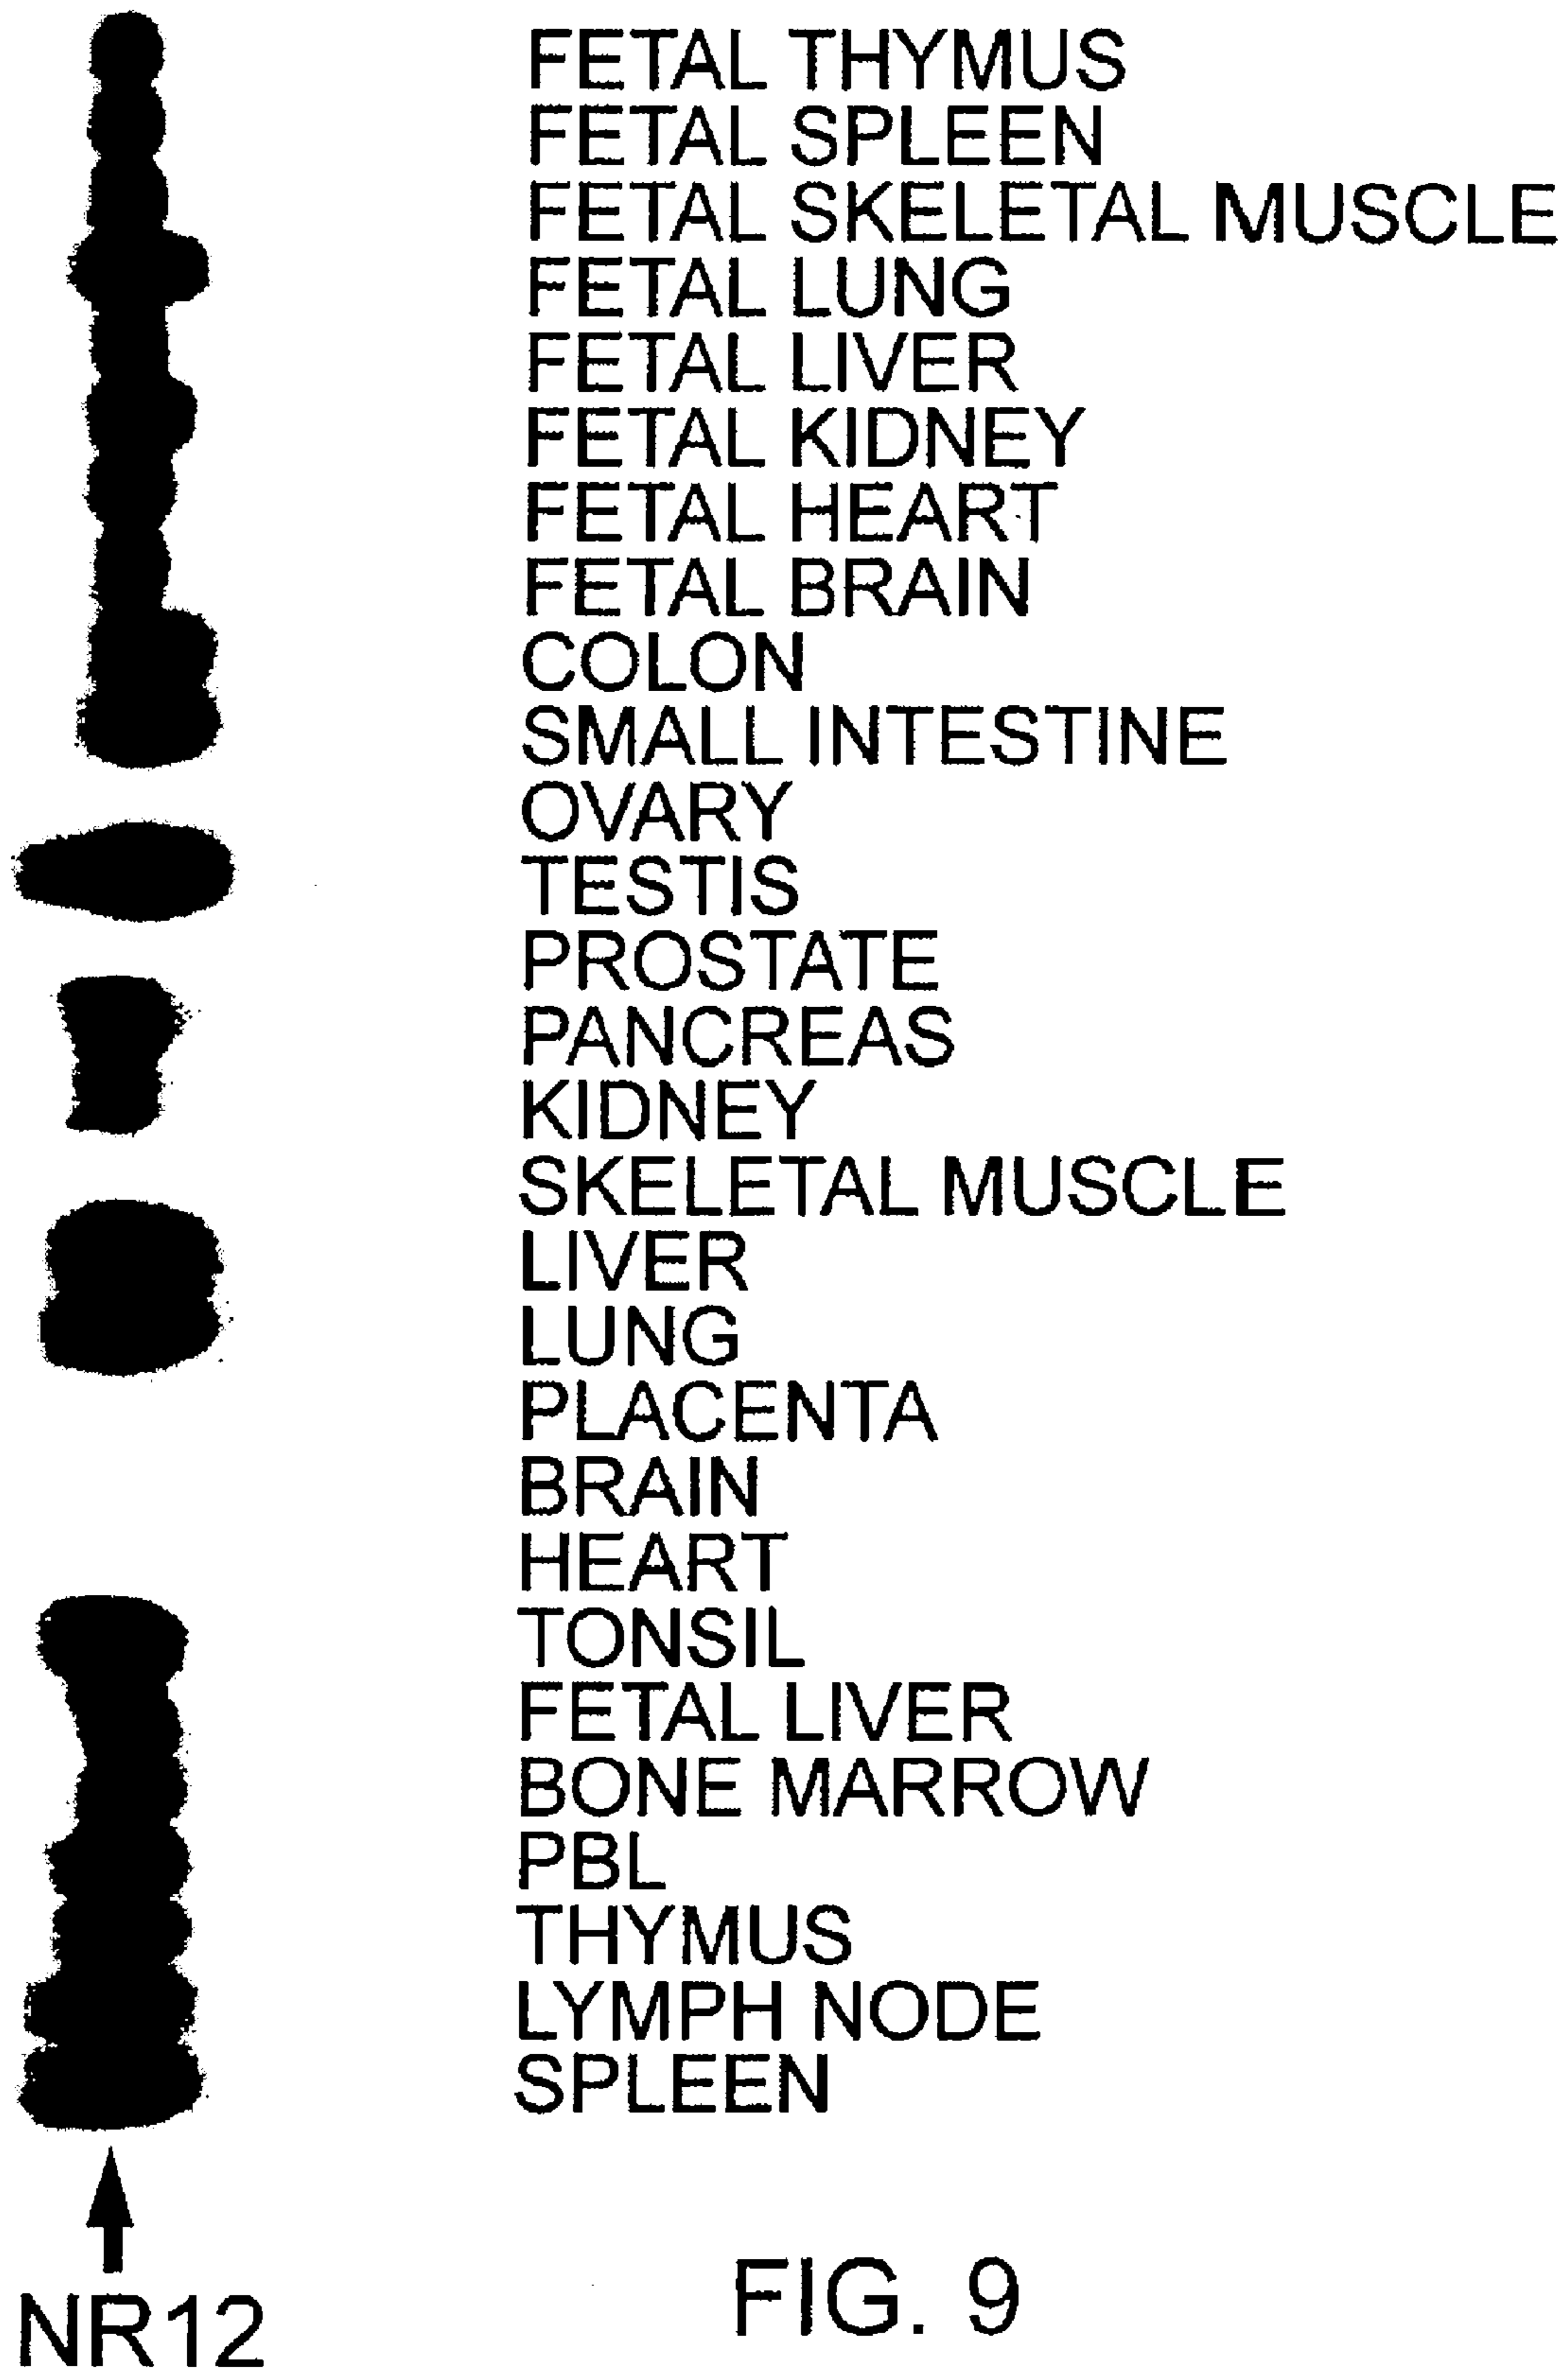 FETAL THYMUS
FETAL SPLEEN
FETAL SKELETAL MUSCLE
FETAL LUNG
FETAL LIVER
FETAL KIDNEY
FETAL HEART
FETAL BRAIN
COLON
SMALL INTESTINE
OVARY
TESTIS
PROSTATE
PANCREAS
KIDNEY
SKELETAL MUSCLE
LIVER
LUNG
PLACENTA
BRAIN
HEART
TONSIL
FETAL LIVER
BONE MARROW
PBL
THYMUS
LYMPH NODE
SPLEEN
NR12
FIG. 9